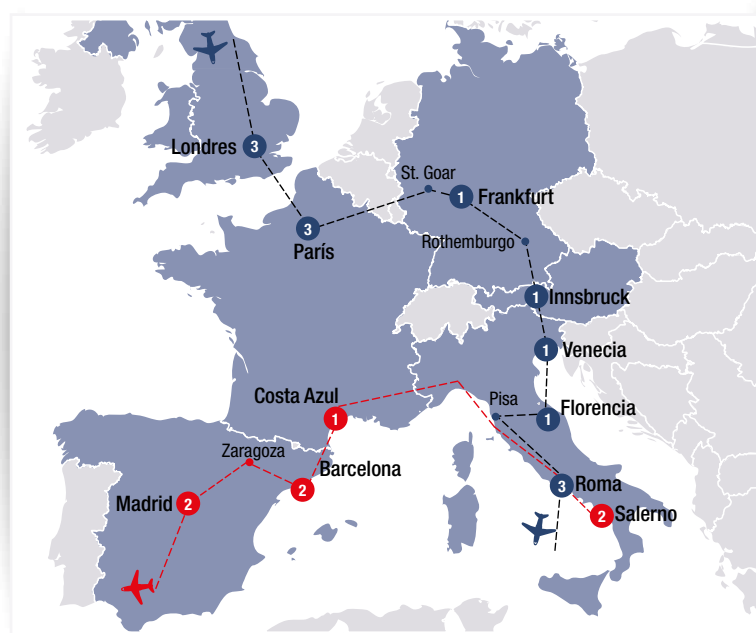 Londres
3
St. Goar
1
Frankfurt
3
París
Rothemburgo
1
Innsbruck
1
Venecia
Costa Azul
1
Pisa
1
Florencia
Zaragoza
Barcelona
2
Madrid
2
3
Roma
2
Salerno